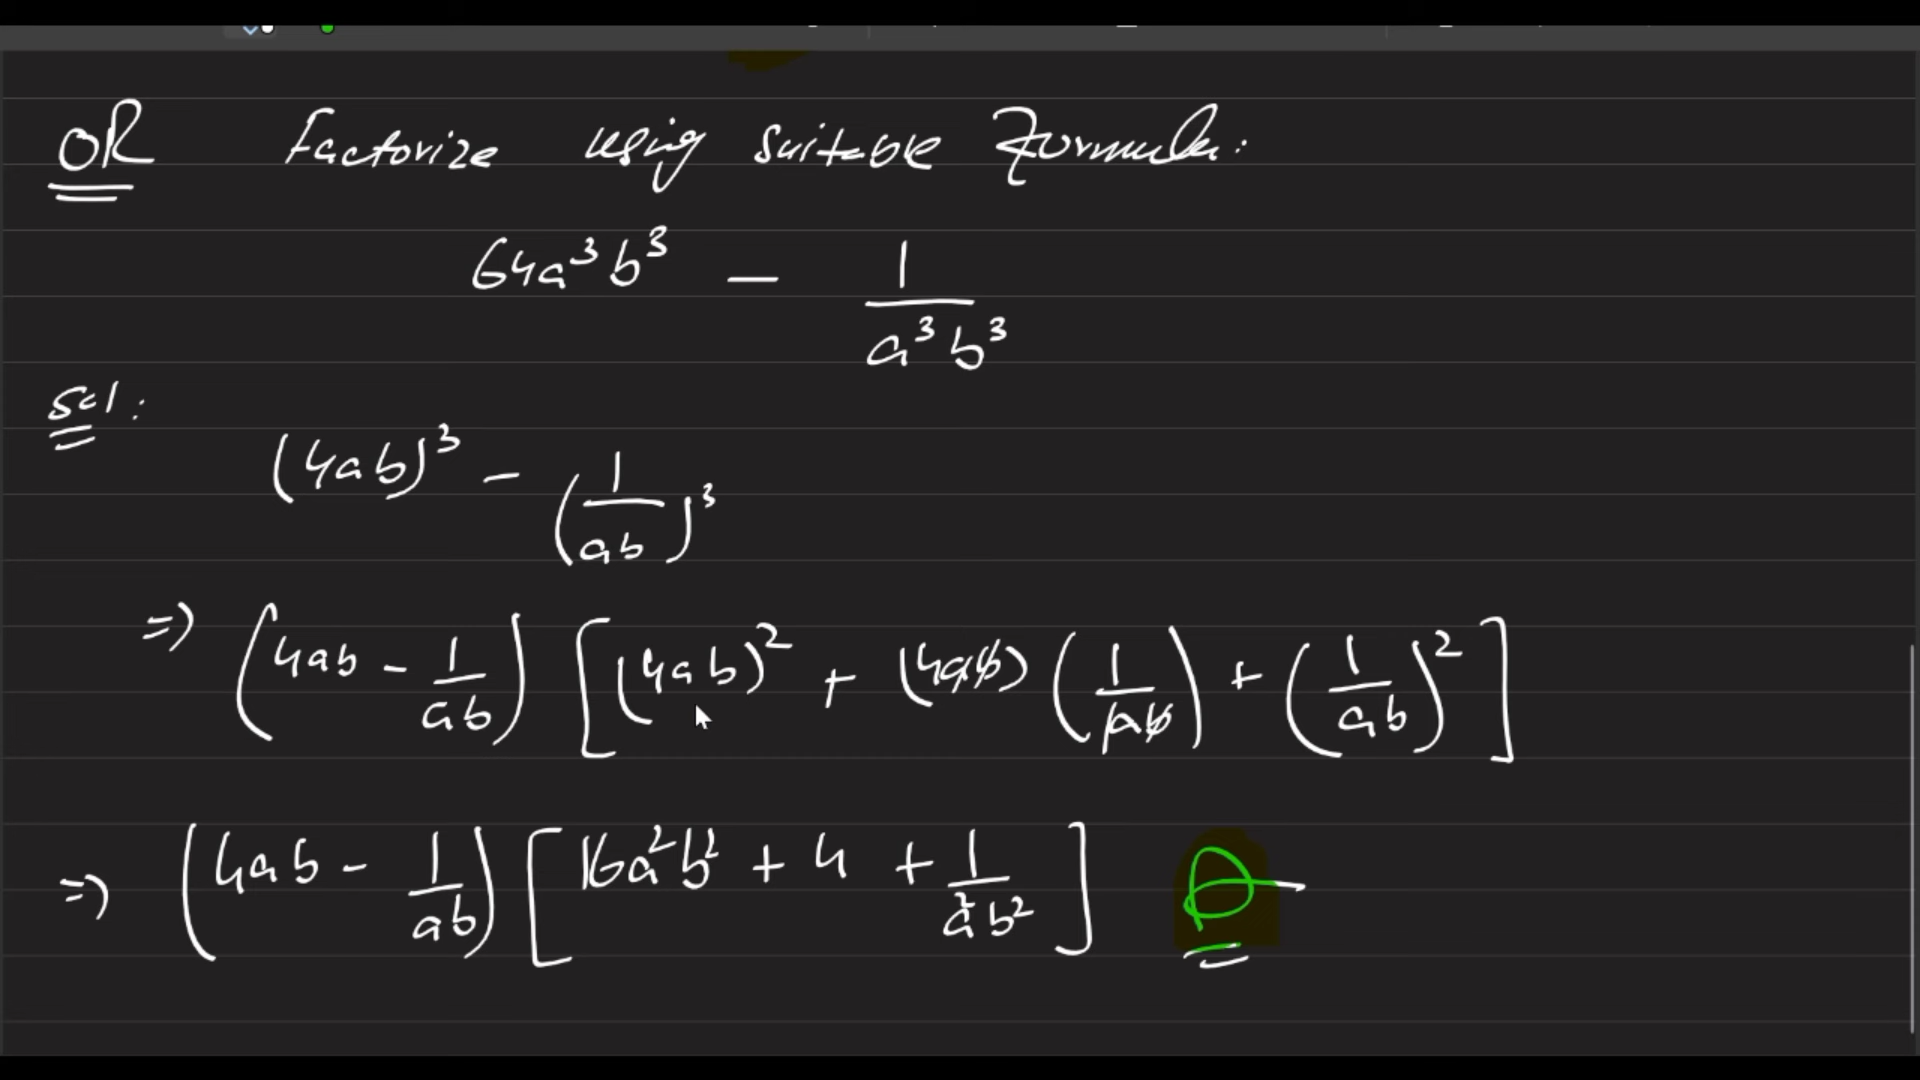 OR Factorize using Suitable Formula:
64a³b³ - 1/a³b³
Sol:
(4ab)³ - (1/ab)³
=) (4ab - 1/ab) [(4ab)² + (4ab)(1/ab) + (1/ab)²]
=) (4ab - 1/ab) [16a²b² + 4 + 1/a²b²]